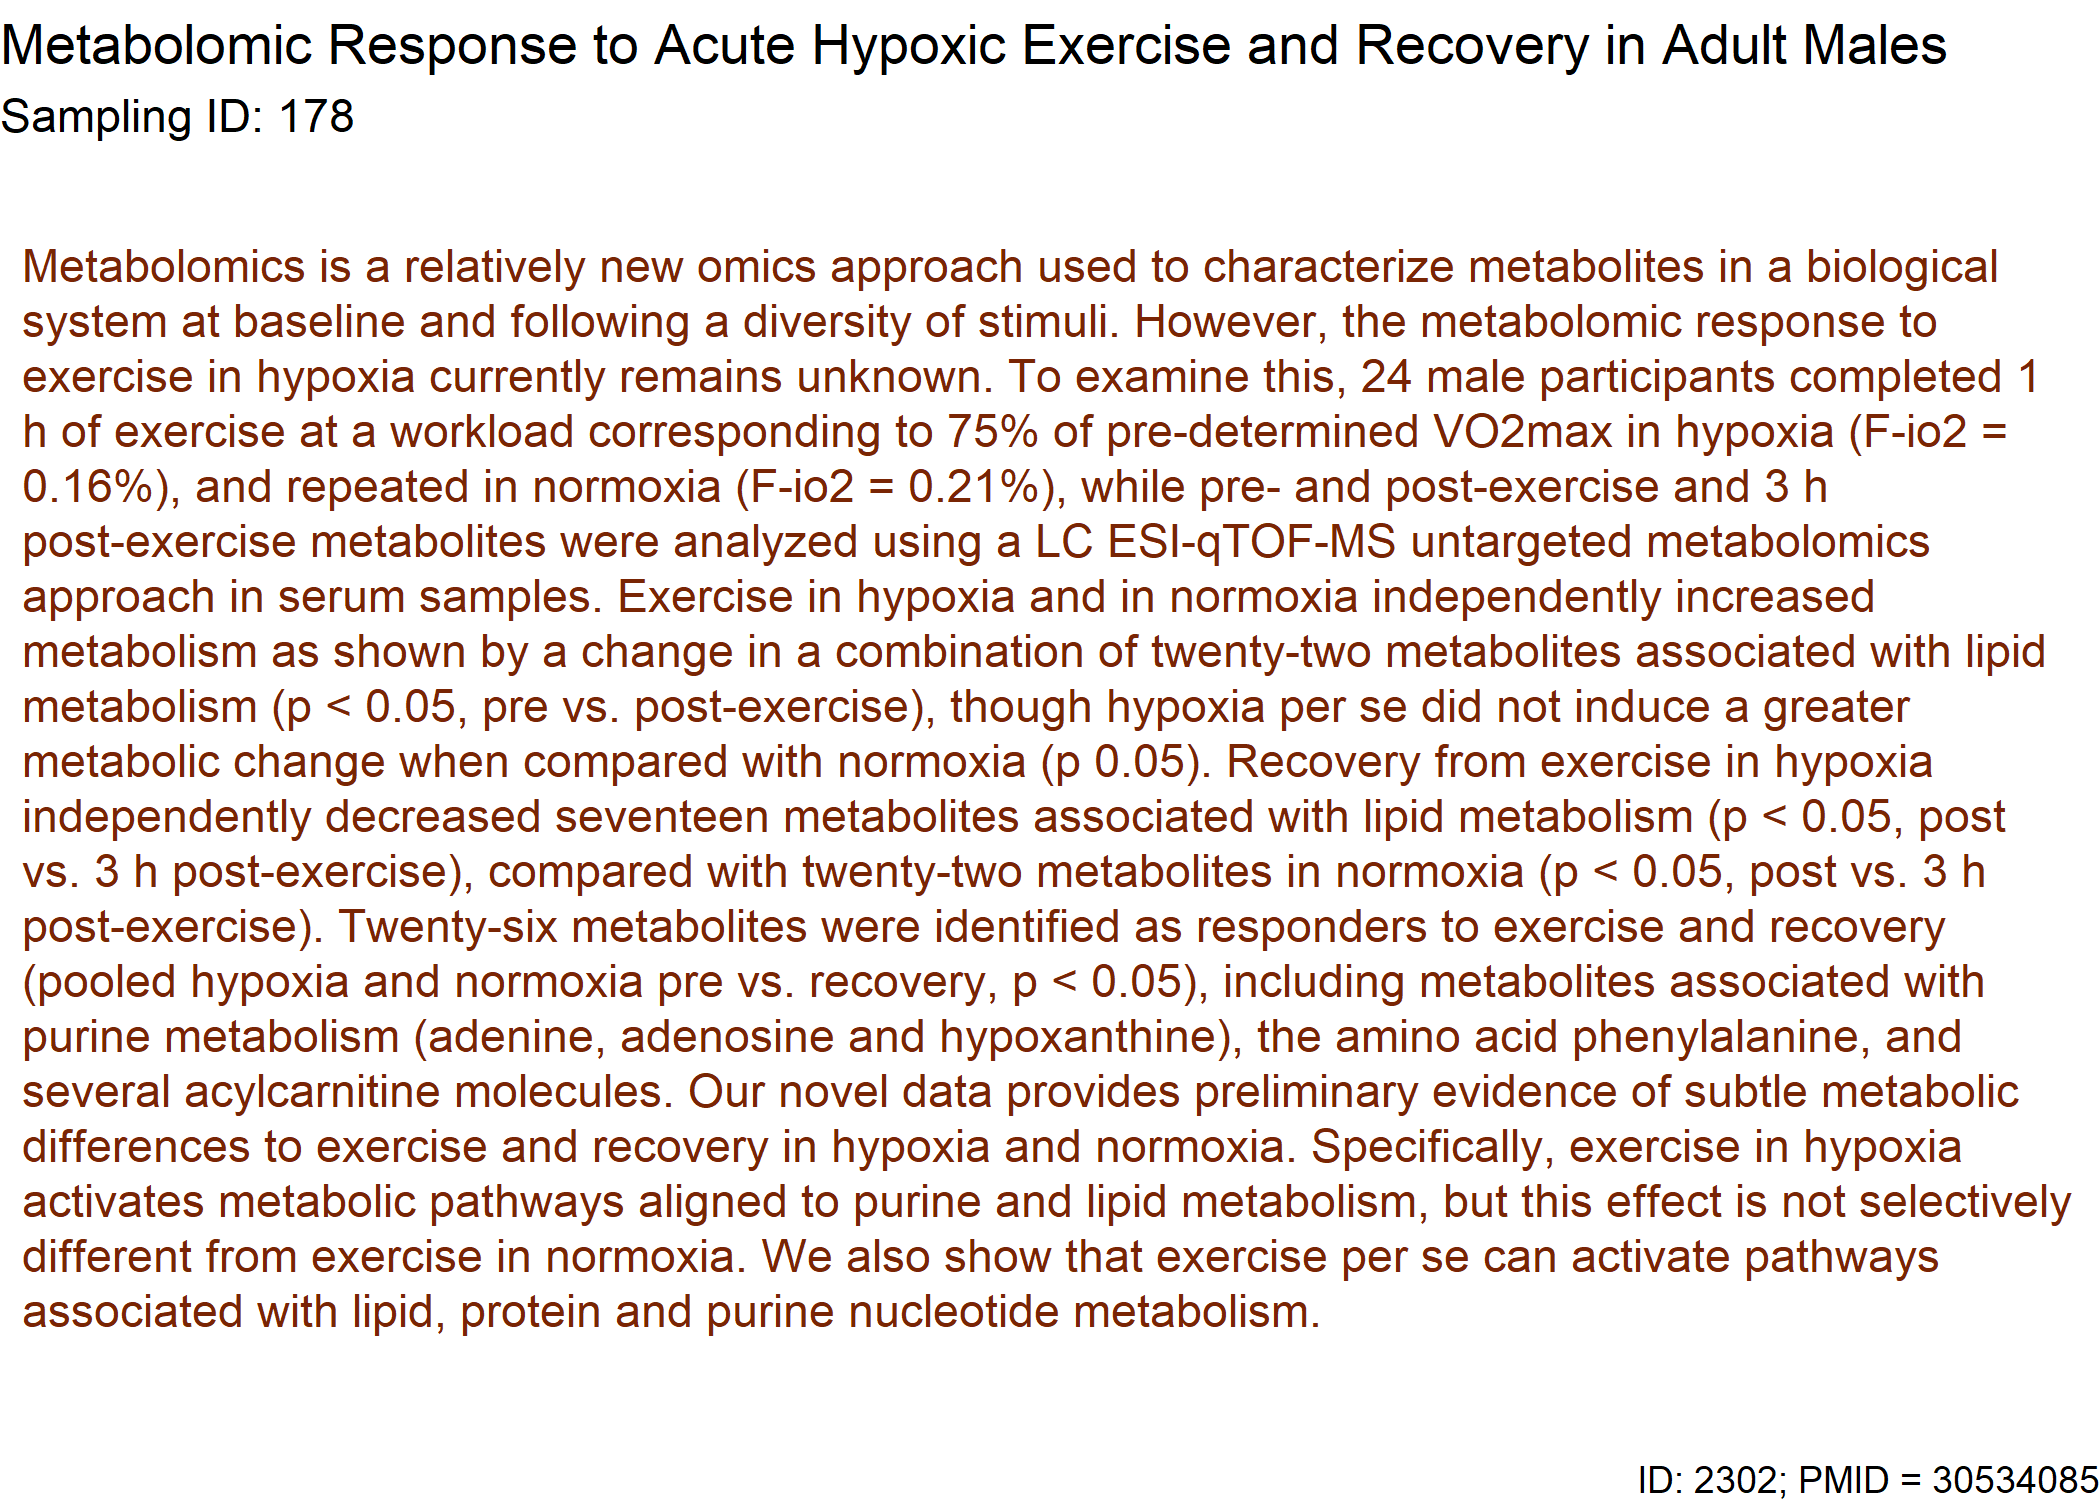 Metabolomic Response to Acute Hypoxic Exercise and Recovery in Adult Males
Sampling ID: 178
Metabolomics is a relatively new omics approach used to characterize metabolites in a biological
system at baseline and following a diversity of stimuli. However, the metabolomic response to
exercise in hypoxia currently remains unknown. To examine this, 24 male participants completed 1
h of exercise at a workload corresponding to 75% of pre-determined VO2max in hypoxia (F-io2 =
0.16%), and repeated in normoxia (F-io2 = 0.21%), while pre- and post-exercise and 3 h
post-exercise metabolites were analyzed using a LC ESI-qTOF-MS untargeted metabolomics
approach in serum samples. Exercise in hypoxia and in normoxia independently increased
metabolism as shown by a change in a combination of twenty-two metabolites associated with lipid
metabolism (p < 0.05, pre vs. post-exercise), though hypoxia per se did not induce a greater
metabolic change when compared with normoxia (p 0.05). Recovery from exercise in hypoxia
independently decreased seventeen metabolites associated with lipid metabolism (p < 0.05, post
vs. 3 h post-exercise), compared with twenty-two metabolites in normoxia (p < 0.05, post vs. 3 h
post-exercise). Twenty-six metabolites were identified as responders to exercise and recovery
(pooled hypoxia and normoxia pre vs. recovery, p < 0.05), including metabolites associated with
purine metabolism (adenine, adenosine and hypoxanthine), the amino acid phenylalanine, and
several acylcarnitine molecules. Our novel data provides preliminary evidence of subtle metabolic
differences to exercise and recovery in hypoxia and normoxia. Specifically, exercise in hypoxia
activates metabolic pathways aligned to purine and lipid metabolism, but this effect is not selectively
different from exercise in normoxia. We also show that exercise per se can activate pathways
associated with lipid, protein and purine nucleotide metabolism.
ID: 2302; PMID = 30534085